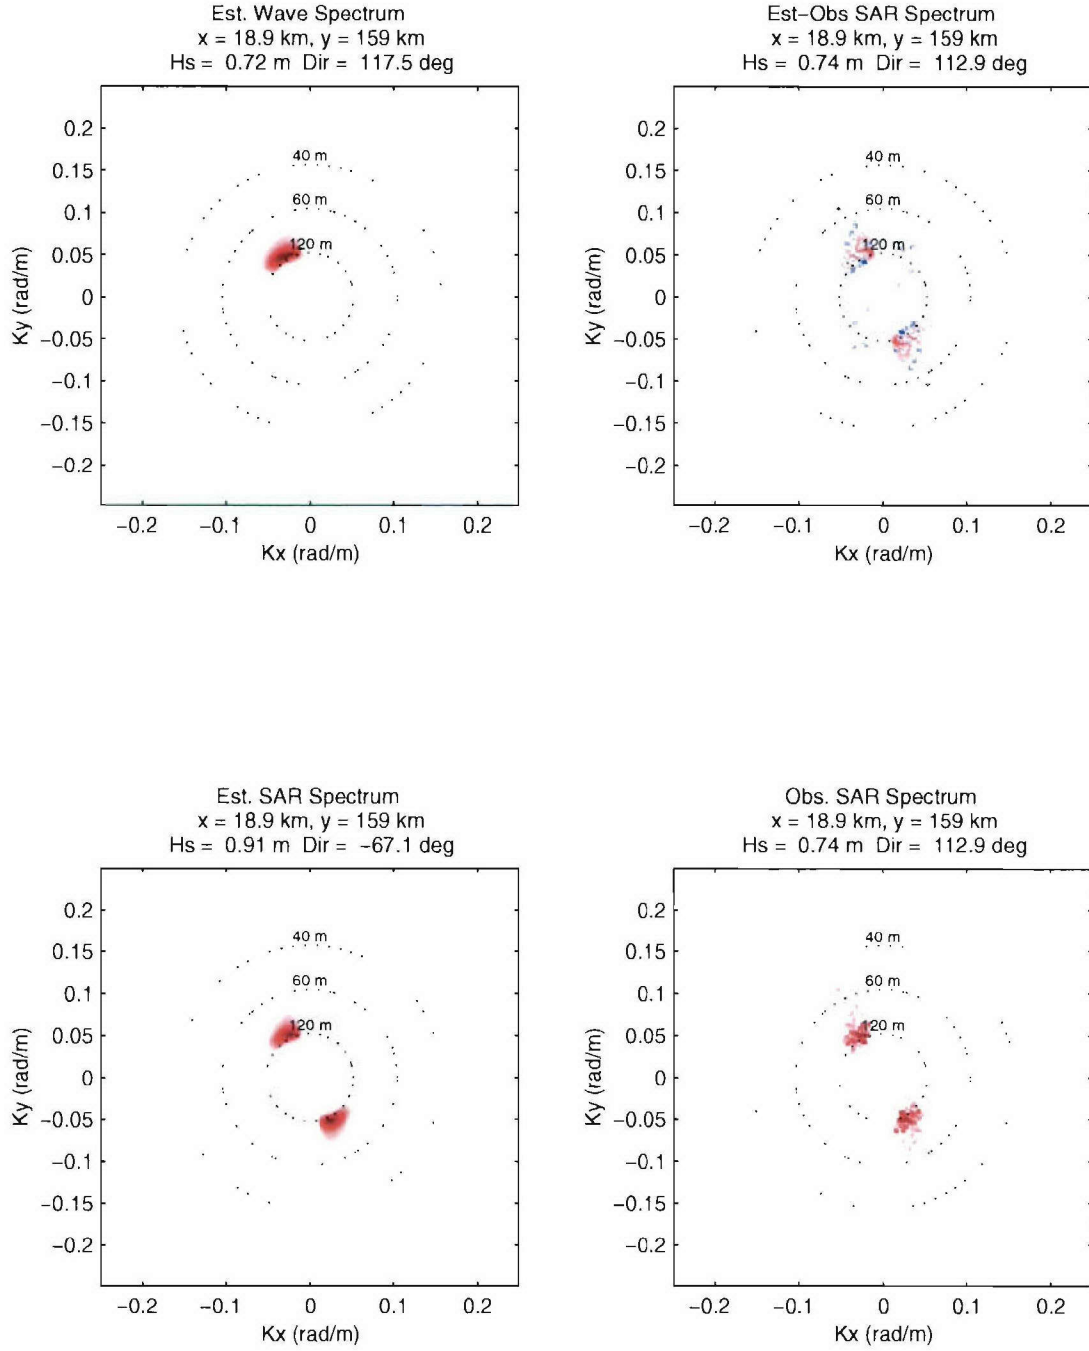 Est. Wave Spectrum
x = 18.9 km, y = 159 km
Hs = 0.72 m Dir = 117.5 deg
0.2
0.15
0.1
0.05
0
−0.05
−0.1
−0.15
−0.2
40 m
60 m
120 m
Ky (rad/m)
−0.2 −0.1 0 0.1 0.2
Kx (rad/m)
Est−Obs SAR Spectrum
x = 18.9 km, y = 159 km
Hs = 0.74 m Dir = 112.9 deg
0.2
0.15
0.1
0.05
0
−0.05
−0.1
−0.15
−0.2
40 m
60 m
120 m
Ky (rad/m)
−0.2 −0.1 0 0.1 0.2
Kx (rad/m)
Est. SAR Spectrum
x = 18.9 km, y = 159 km
Hs = 0.91 m Dir = −67.1 deg
0.2
0.15
0.1
0.05
0
−0.05
−0.1
−0.15
−0.2
40 m
60 m
120 m
Ky (rad/m)
−0.2 −0.1 0 0.1 0.2
Kx (rad/m)
Obs. SAR Spectrum
x = 18.9 km, y = 159 km
Hs = 0.74 m Dir = 112.9 deg
0.2
0.15
0.1
0.05
0
−0.05
−0.1
−0.15
−0.2
40 m
60 m
120 m
Ky (rad/m)
−0.2 −0.1 0 0.1 0.2
Kx (rad/m)